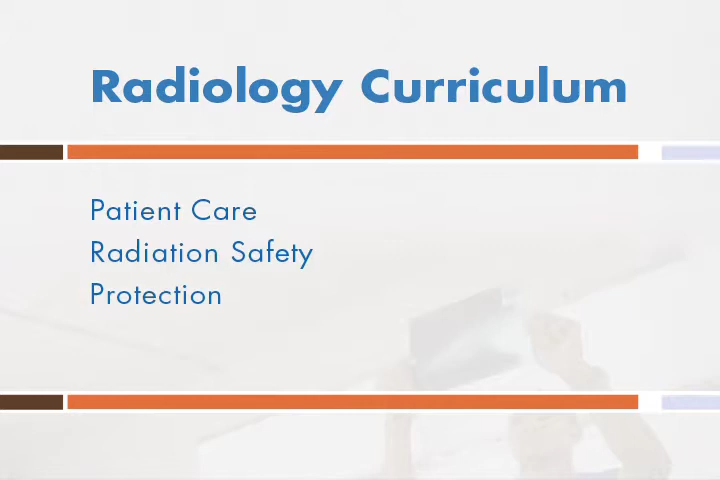 Radiology Curriculum
Patient Care
Radiation Safety
Protection